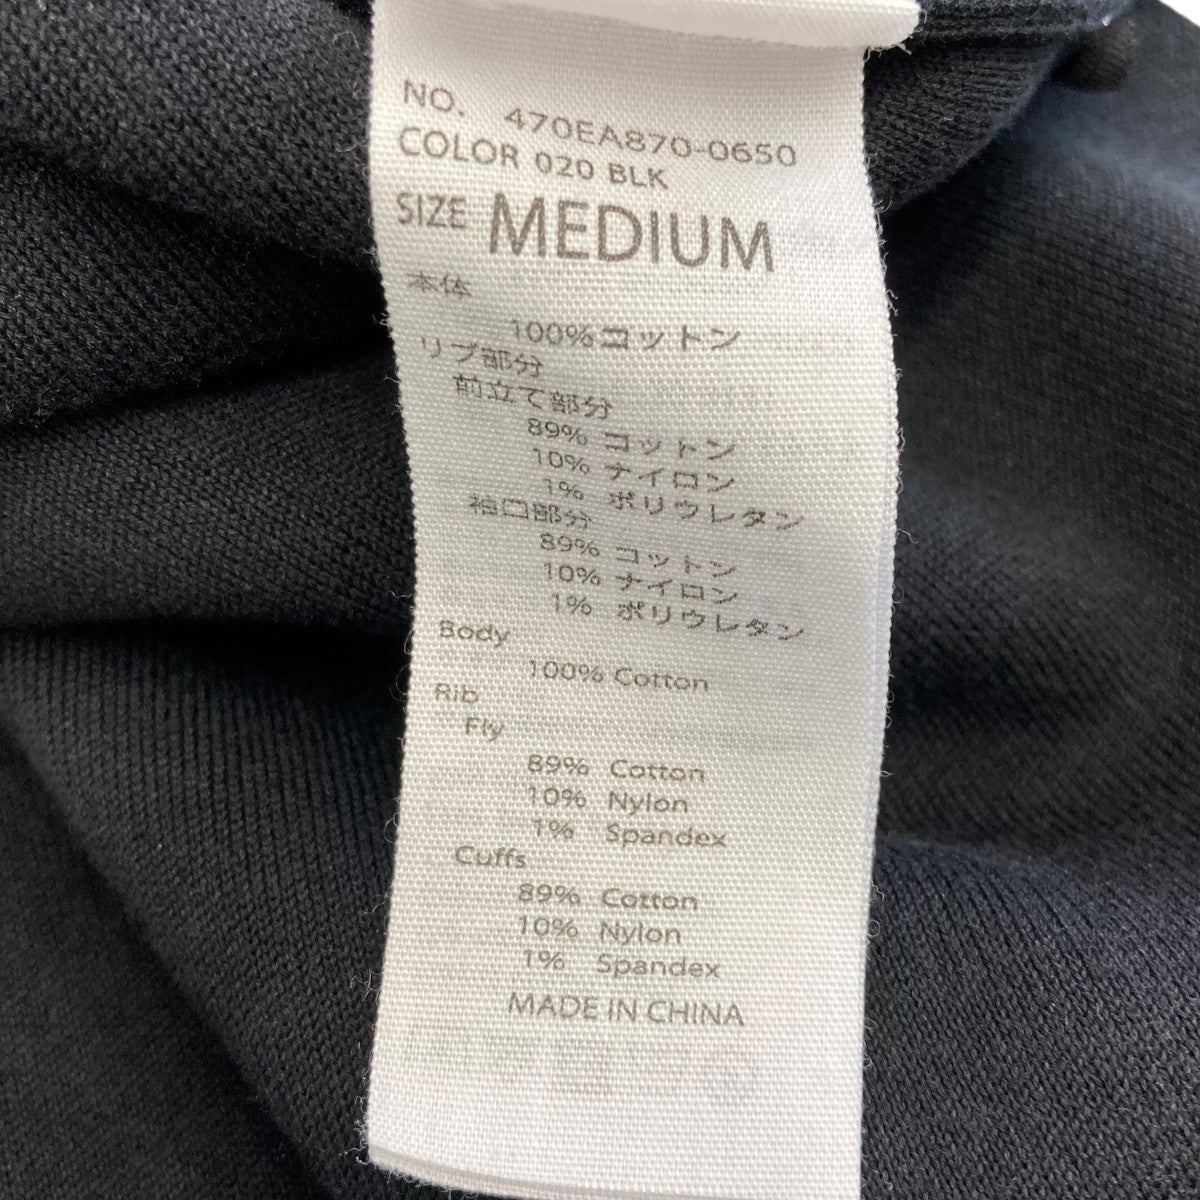 NO. 470EA870-0650
COLOR 020 BLK
SIZE MEDIUM
本体
100% コットン
リブ部分
前立て部分
89% コットン
10% ナイロン
1% ポリウレタン
袖口部分
89% コットン
10% ナイロン
1% ポリウレタン
Body
100% Cotton
Rib
Fly
89% Cotton
10% Nylon
1% Spandex
Cuffs
89% Cotton
10% Nylon
1% Spandex
MADE IN CHINA